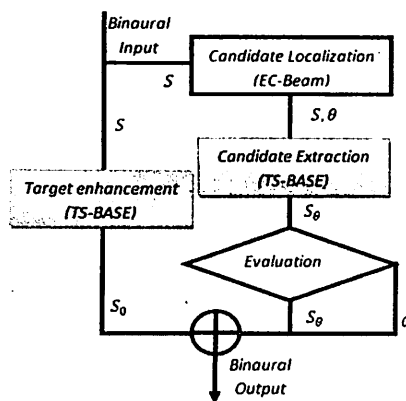 Binaural
Input
Candidate Localization
(EC-Beam)
S
S, θ
S
Candidate Extraction
(TS-BASE)
Target enhancement
(TS-BASE)
Sθ
Evaluation
S0
Sθ
Binaural
Output